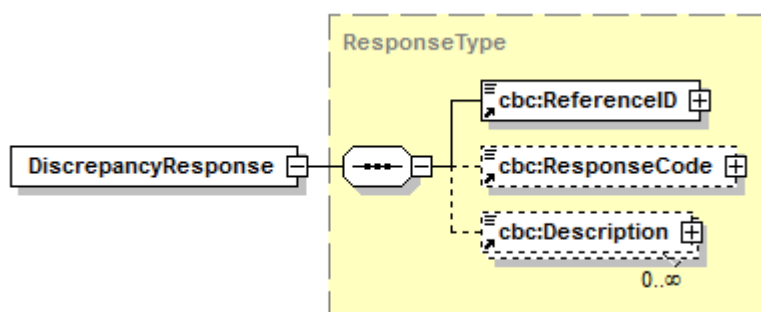 ResponseType
cbc:ReferenceID
DiscrepancyResponse
cbc:ResponseCode
cbc:Description
0..∞